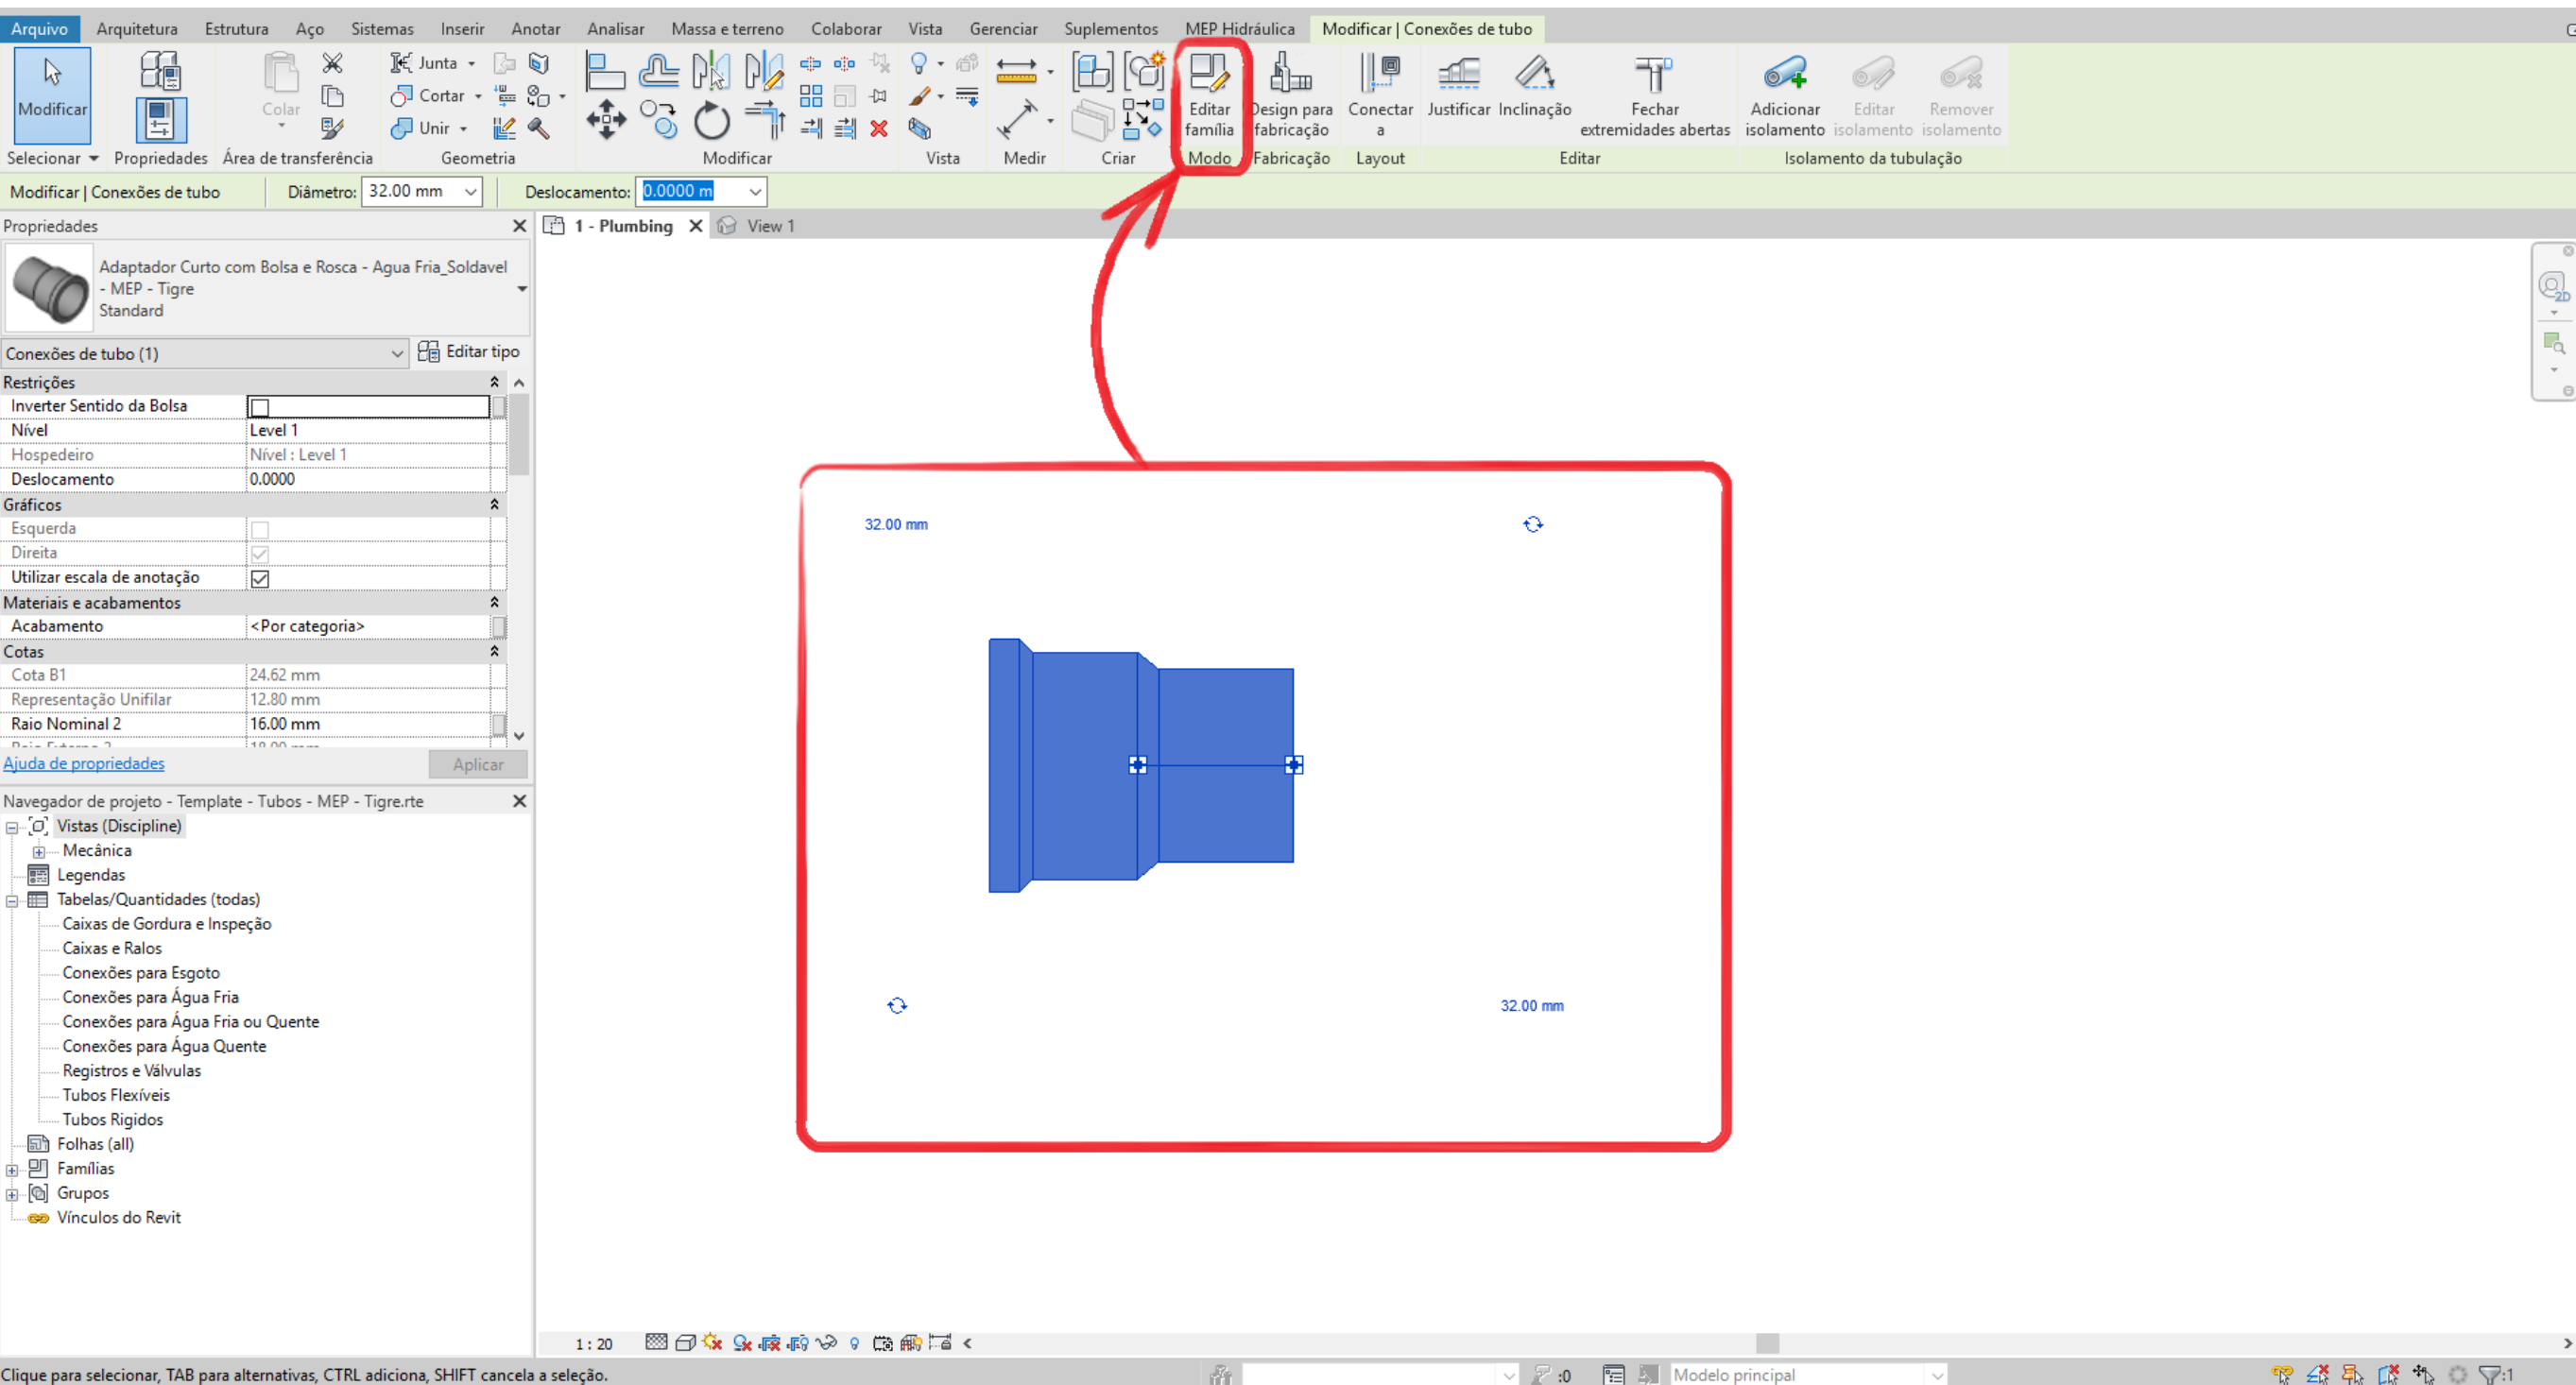 Arquivo Arquitetura Estrutura Aço Sistemas Inserir Anotar Analisar Massa e terreno Colaborar Vista Gerenciar Suplementos MEP Hidráulica Modificar | Conexões de tubo
Modificar
Colar
Junta
Cortar
Unir
Editar família
Design para fabricação
Conectar a
Justificar
Inclinação
Fechar extremidades abertas
Adicionar isolamento
Editar isolamento
Remover isolamento
Selecionar Propriedades Área de transferência Geometria Modificar Vista Medir Criar Modo Fabricação Layout Editar Isolamento da tubulação
Modificar | Conexões de tubo Diâmetro: 32.00 mm Deslocamento: 0.0000 m
Propriedades
1 - Plumbing View 1
2D
Adaptador Curto com Bolsa e Rosca - Agua Fria_Soldavel
- MEP - Tigre
Standard
Conexões de tubo (1) Editar tipo
Restrições
Inverter Sentido da Bolsa
Nível Level 1
Hospedeiro Nível : Level 1
Deslocamento 0.0000
Gráficos
Esquerda
Direita
Utilizar escala de anotação
Materiais e acabamentos
Acabamento <Por categoria>
Cotas
Cota B1 24.62 mm
Representação Unifilar 12.80 mm
Raio Nominal 2 16.00 mm
Ajuda de propriedades Aplicar
32.00 mm
32.00 mm
Navegador de projeto - Template - Tubos - MEP - Tigre.rte
Vistas (Discipline)
Mecânica
Legendas
Tabelas/Quantidades (todas)
Caixas de Gordura e Inspeção
Caixas e Ralos
Conexões para Esgoto
Conexões para Água Fria
Conexões para Água Fria ou Quente
Conexões para Água Quente
Registros e Válvulas
Tubos Flexíveis
Tubos Rigidos
Folhas (all)
Famílias
Grupos
Vínculos do Revit
1 : 20
Clique para selecionar, TAB para alternativas, CTRL adiciona, SHIFT cancela a seleção. :0 Modelo principal :1